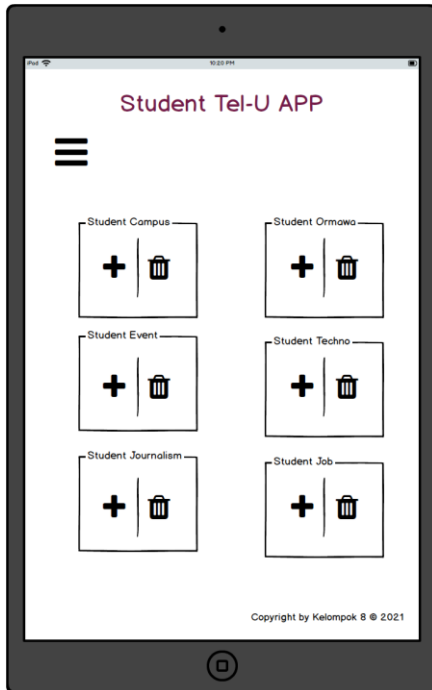 iPad 10:20 PM
Student Tel-U APP
Student Campus
Student Ormawa
Student Event
Student Techno
Student Journalism
Student Job
Copyright by Kelompok 8 © 2021